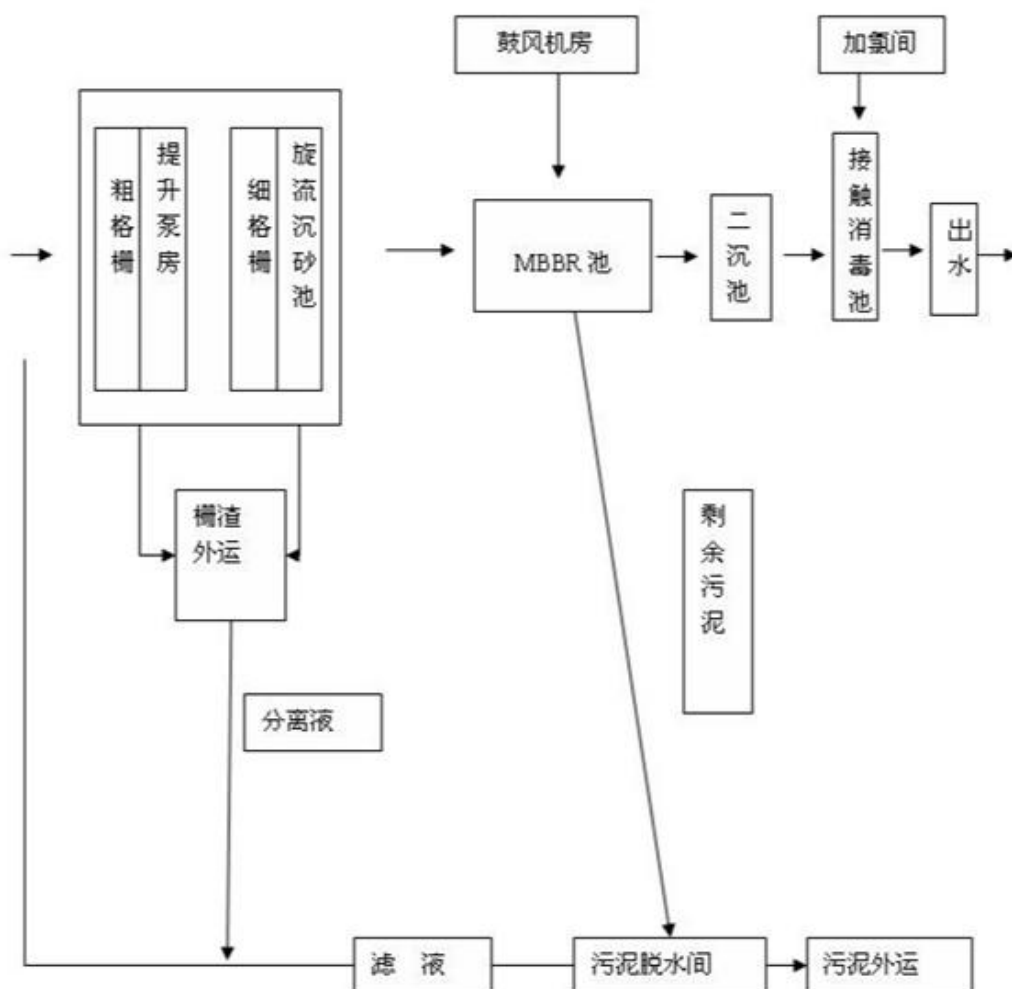 鼓风机房
加氯间
粗格栅
提升泵房
细格栅
旋流沉砂池
MBBR 池
二沉池
接触消毒池
出水
栅渣
外运
剩余污泥
分离液
滤 液
污泥脱水间
污泥外运